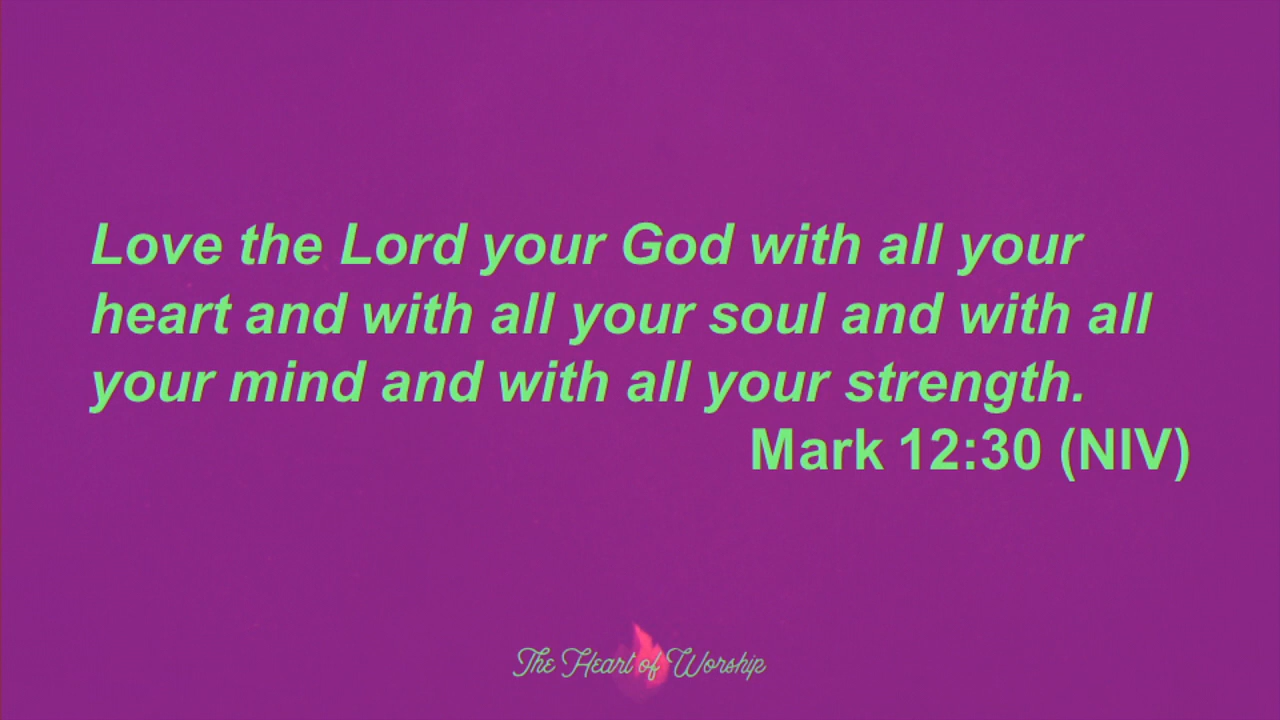 Love the Lord your God with all your
heart and with all your soul and with all
your mind and with all your strength.
Mark 12:30 (NIV)
The Heart of Worship